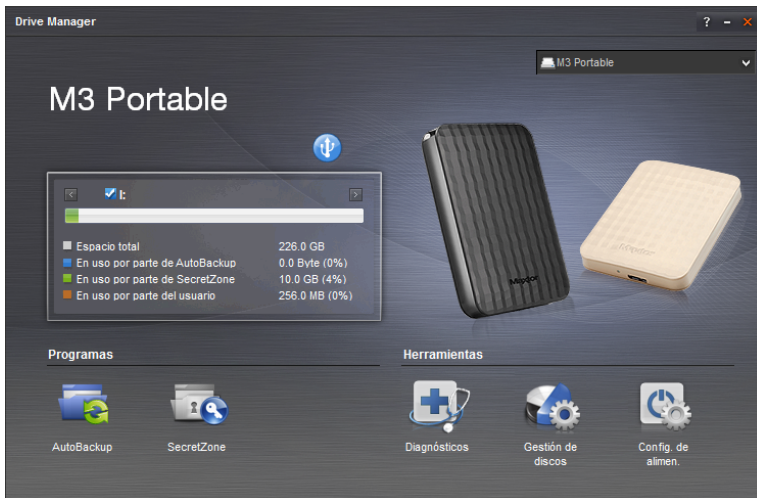 Drive Manager
? - ×
M3 Portable
M3 Portable
I:
Espacio total 226.0 GB
En uso por parte de AutoBackup 0.0 Byte (0%)
En uso por parte de SecretZone 10.0 GB (4%)
En uso por parte del usuario 256.0 MB (0%)
Maxtor
Maxtor
Programas
Herramientas
AutoBackup
SecretZone
Diagnósticos
Gestión de
discos
Config. de
alimen.